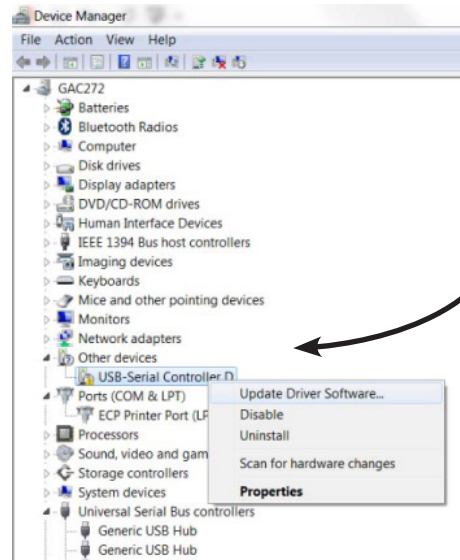 Device Manager
File Action View Help
GAC272
Batteries
Bluetooth Radios
Computer
Disk drives
Display adapters
DVD/CD-ROM drives
Human Interface Devices
IEEE 1394 Bus host controllers
Imaging devices
Keyboards
Mice and other pointing devices
Monitors
Network adapters
Other devices
USB-Serial Controller D
Ports (COM & LPT)
ECP Printer Port (LP
Processors
Sound, video and gam
Storage controllers
System devices
Universal Serial Bus controllers
Generic USB Hub
Generic USB Hub
Update Driver Software...
Disable
Uninstall
Scan for hardware changes
Properties